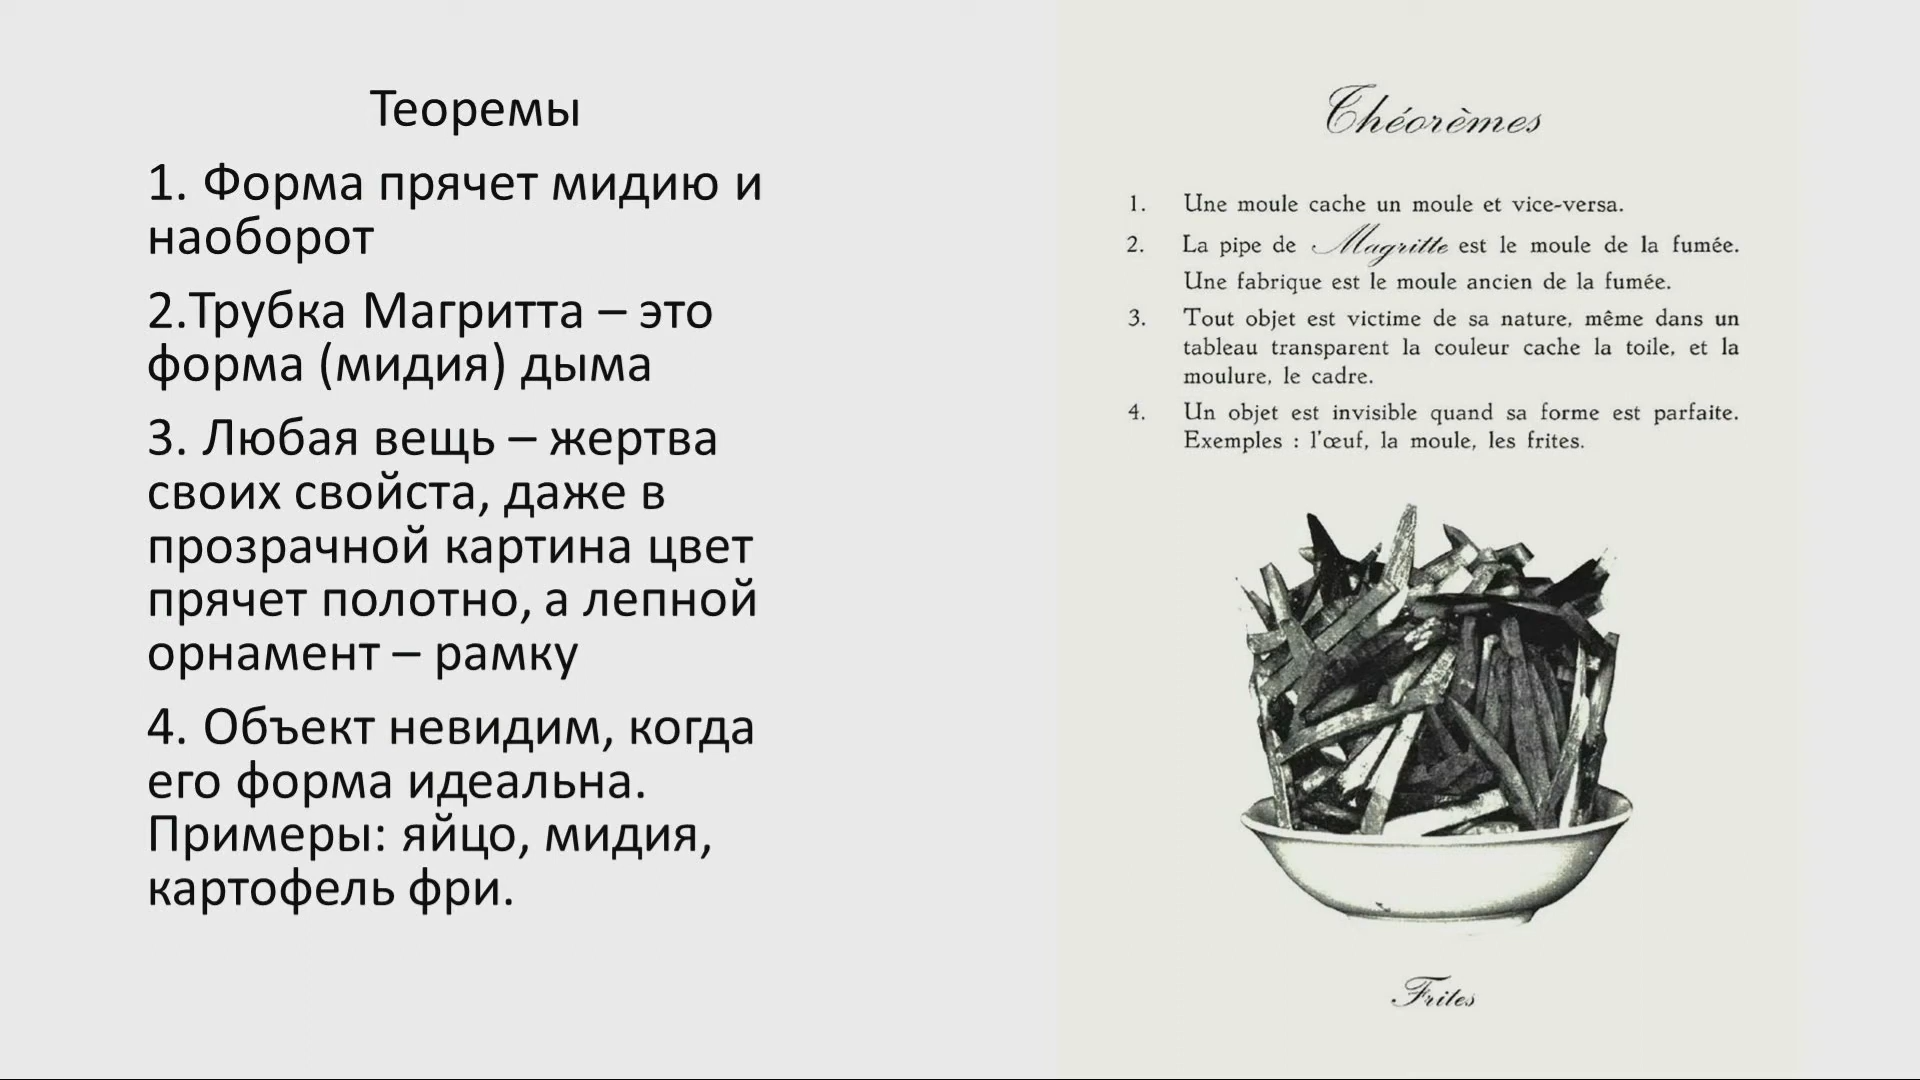 Теоремы
1. Форма прячет мидию и
наоборот
2.Трубка Магритта – это
форма (мидия) дыма
3. Любая вещь – жертва
своих свойста, даже в
прозрачной картина цвет
прячет полотно, а лепной
орнамент – рамку
4. Объект невидим, когда
его форма идеальна.
Примеры: яйцо, мидия,
картофель фри.
Théorèmes
1. Une moule cache un moule et vice-versa.
2. La pipe de Magritte est le moule de la fumée.
Une fabrique est le moule ancien de la fumée.
3. Tout objet est victime de sa nature, même dans un
tableau transparent la couleur cache la toile, et la
moulure, le cadre.
4. Un objet est invisible quand sa forme est parfaite.
Exemples : l'œuf, la moule, les frites.
Frites